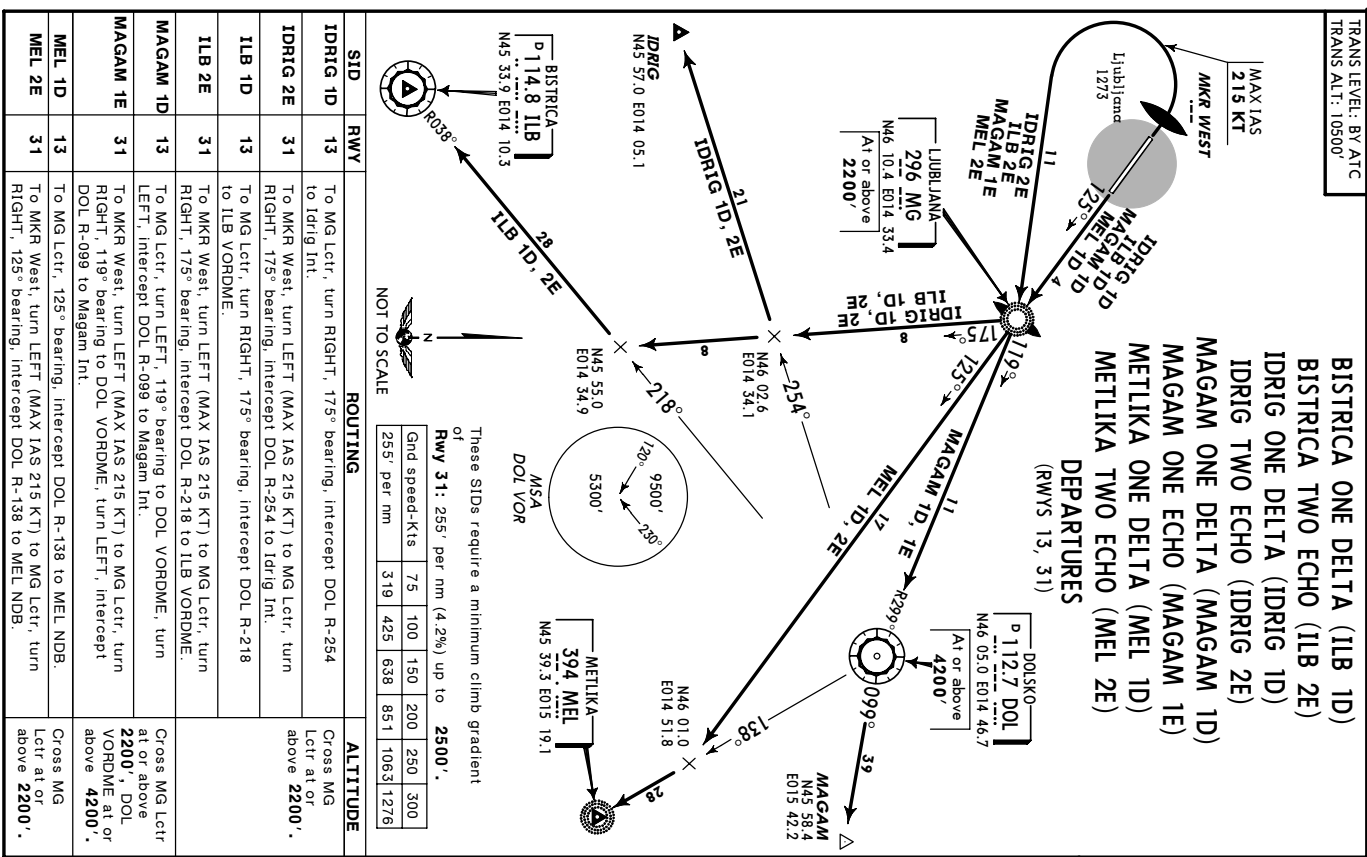 TRANS LEVEL: BY ATC
TRANS ALT: 10500'
BISTRICA ONE DELTA (ILB 1D)
BISTRICA TWO ECHO (ILB 2E)
IDRIG ONE DELTA (IDRIG 1D)
IDRIG TWO ECHO (IDRIG 2E)
MAGAM ONE DELTA (MAGAM 1D)
MAGAM ONE ECHO (MAGAM 1E)
METLIKA ONE DELTA (MEL 1D)
METLIKA TWO ECHO (MEL 2E)
DEPARTURES
(RWYS 13, 31)
MAX IAS
215 KT
MKR WEST
Ljubljana
1273
125°
IDRIG 1D
ILB 1D
MAGAM 1D
MEL 1D
4
11
IDRIG 2E
ILB 2E
MAGAM 1E
MEL 2E
LJUBLJANA
296 MG
N46 10.4 E014 33.4
At or above
2200'
119°
175°
125°
8
IDRIG 1D, 2E
ILB 1D, 2E
11
MAGAM 1D, 1E
17
MEL 1D, 2E
DOLSKO
D 112.7 DOL
N46 05.0 E014 46.7
At or above
4200'
R299°
099°
39
MAGAM
N45 58.4
E015 42.2
138°
N46 01.0
E014 51.8
28
METLIKA
394 MEL
N45 39.3 E015 19.1
IDRIG
N45 57.0 E014 05.1
21
IDRIG 1D, 2E
254°
N46 02.6
E014 34.1
8
218°
N45 55.0
E014 34.9
28
ILB 1D, 2E
BISTRICA
D 114.8 ILB
N45 33.9 E014 10.3
R038°
N
NOT TO SCALE
9500'
120°
230°
5300'
MSA
DOL VOR
These SIDs require a minimum climb gradient
of
Rwy 31: 255' per nm (4.2%) up to 2500'.
Gnd speed-Kts 75 100 150 200 250 300
255' per nm 319 425 638 851 1063 1276
SID RWY ROUTING ALTITUDE
IDRIG 1D 13 To MG Lctr, turn RIGHT, 175° bearing, intercept DOL R-254
to Idrig Int.
IDRIG 2E 31 To MKR West, turn LEFT (MAX IAS 215 KT) to MG Lctr, turn
RIGHT, 175° bearing, intercept DOL R-254 to Idrig Int.
ILB 1D 13 To MG Lctr, turn RIGHT, 175° bearing, intercept DOL R-218
to ILB VORDME.
ILB 2E 31 To MKR West, turn LEFT (MAX IAS 215 KT) to MG Lctr, turn
RIGHT, 175° bearing, intercept DOL R-218 to ILB VORDME.
Cross MG
Lctr at or
above 2200'.
MAGAM 1D 13 To MG Lctr, turn LEFT, 119° bearing to DOL VORDME, turn
LEFT, intercept DOL R-099 to Magam Int.
MAGAM 1E 31 To MKR West, turn LEFT (MAX IAS 215 KT) to MG Lctr, turn
RIGHT, 119° bearing to DOL VORDME, turn LEFT, intercept
DOL R-099 to Magam Int.
Cross MG Lctr
at or above
2200', DOL
VORDME at or
above 4200'.
MEL 1D 13 To MG Lctr, 125° bearing, intercept DOL R-138 to MEL NDB.
MEL 2E 31 To MKR West, turn LEFT (MAX IAS 215 KT) to MG Lctr, turn
RIGHT, 125° bearing, intercept DOL R-138 to MEL NDB.
Cross MG
Lctr at or
above 2200'.